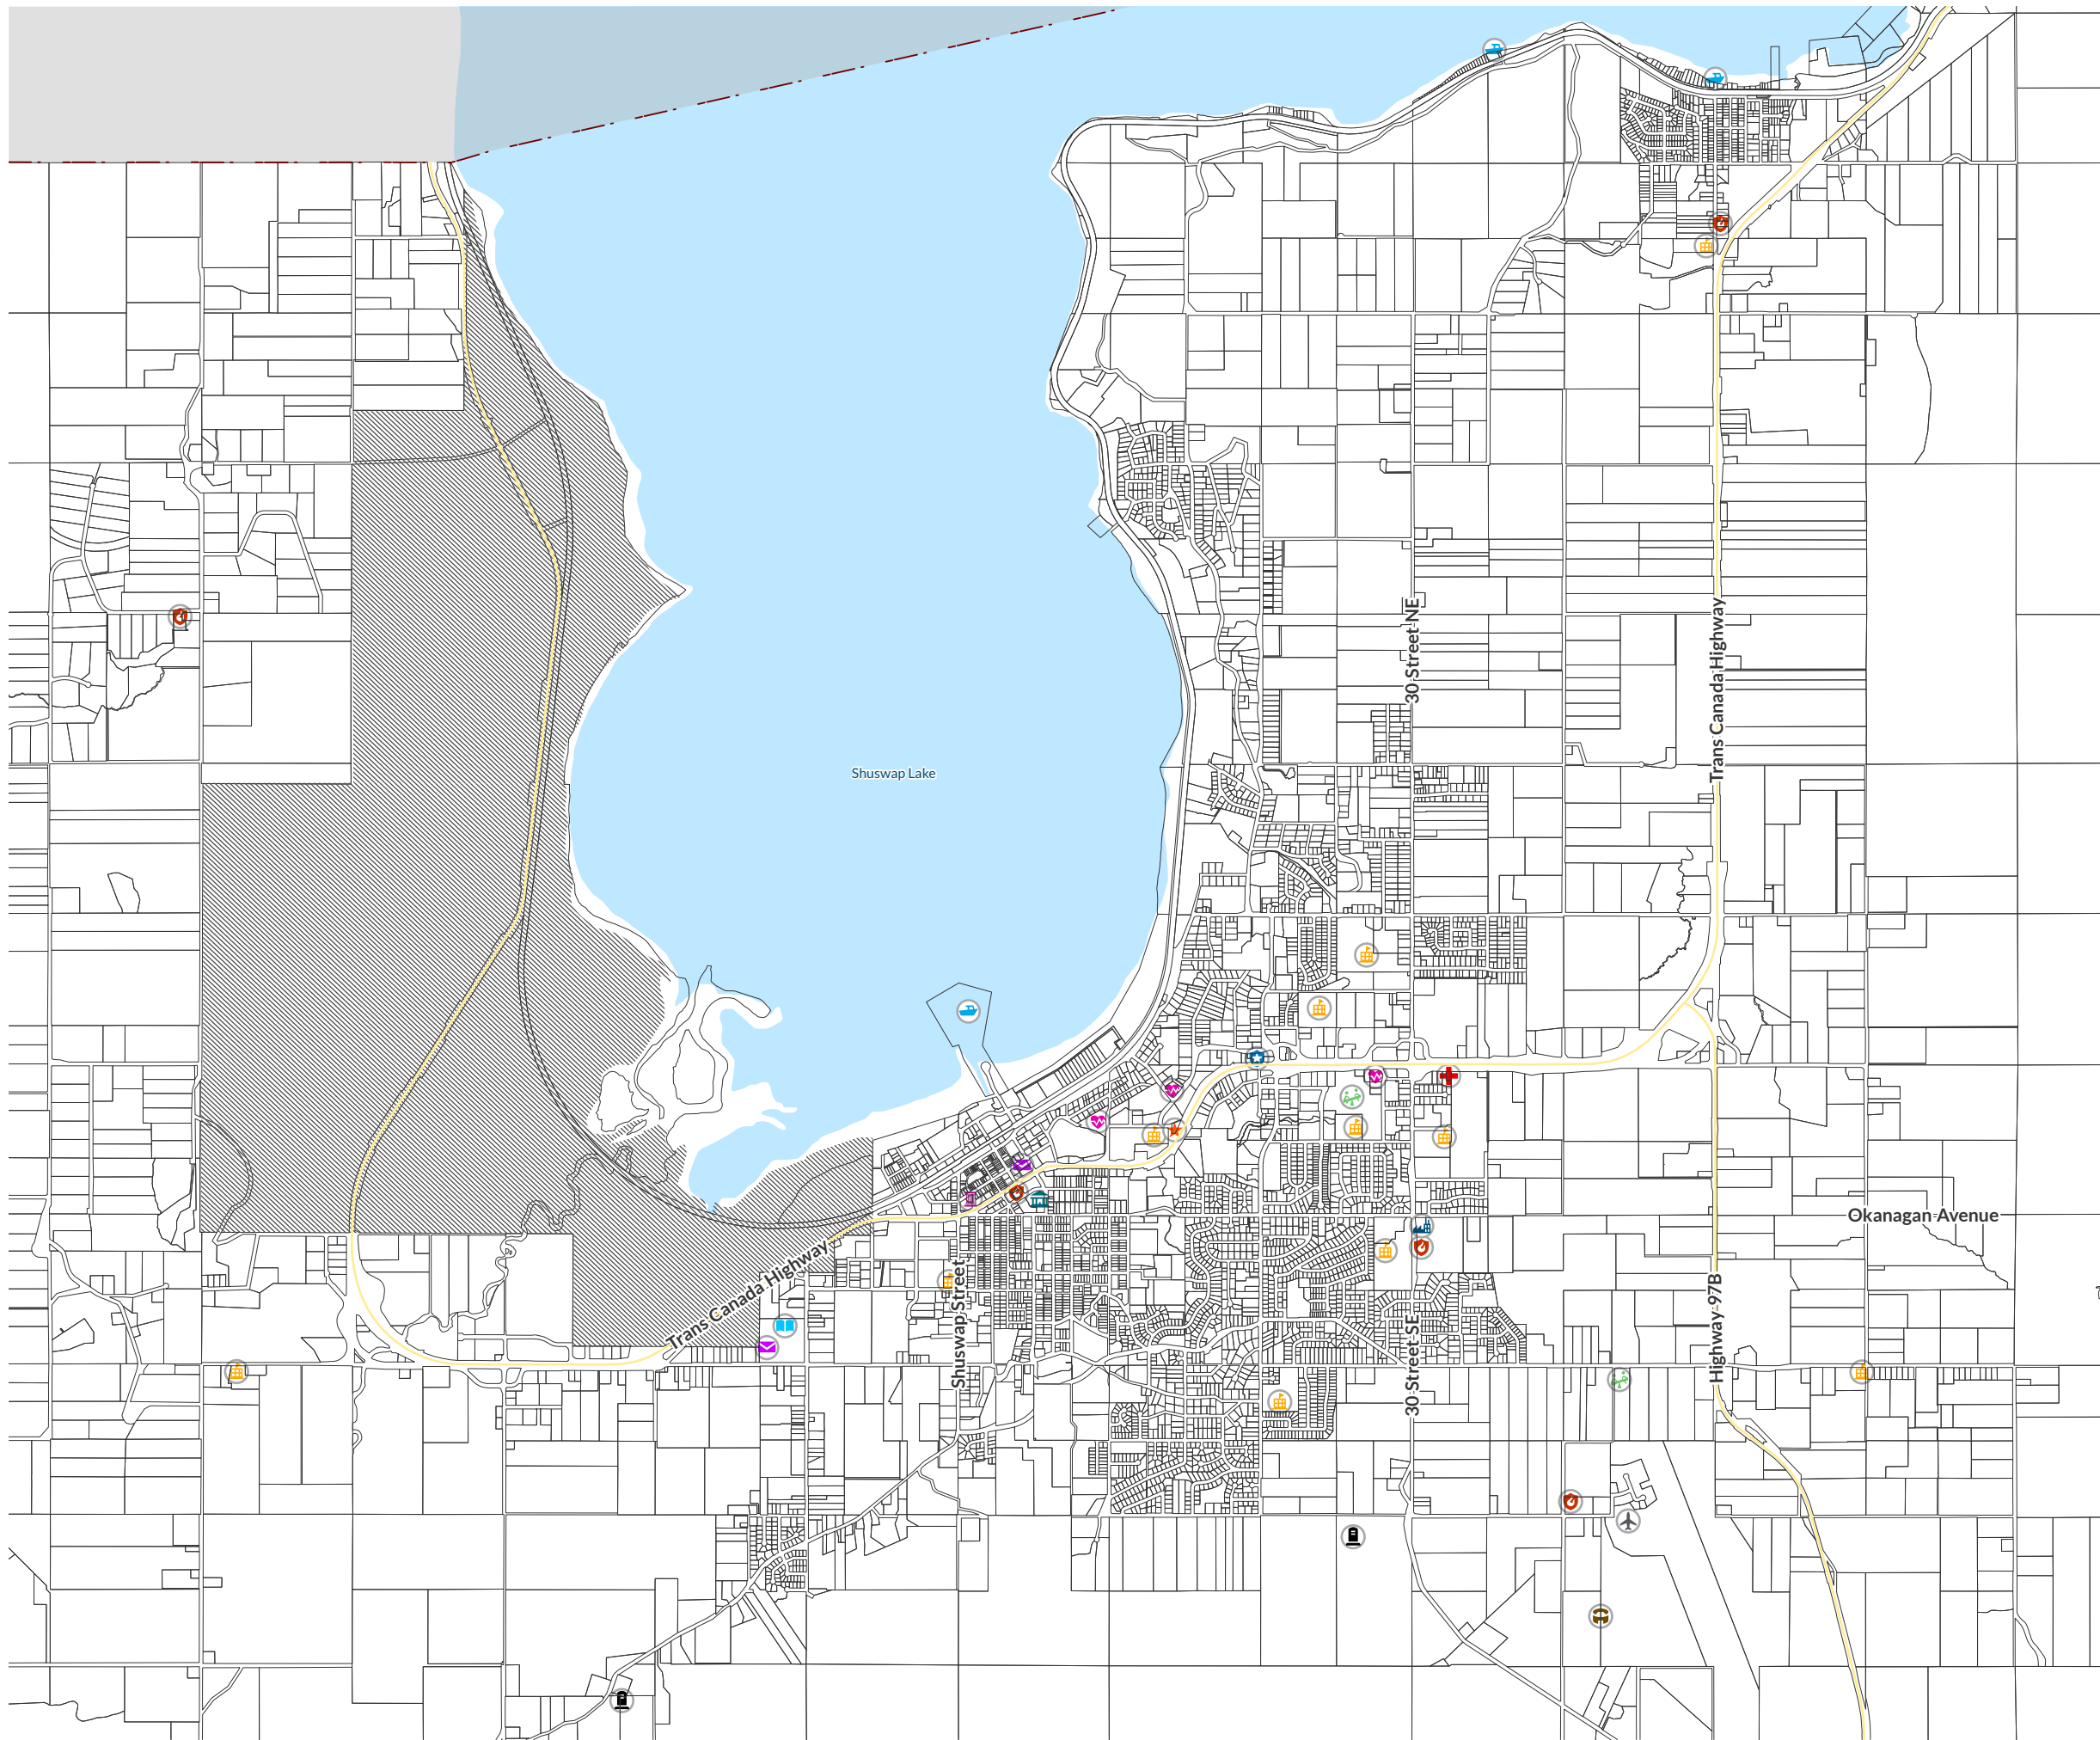 30 Street NE
Trans Canada Highway
Shuswap Lake
Okanagan Avenue
Trans Canada Highway
Shuswap Street
30 Street SE
Highway 97B